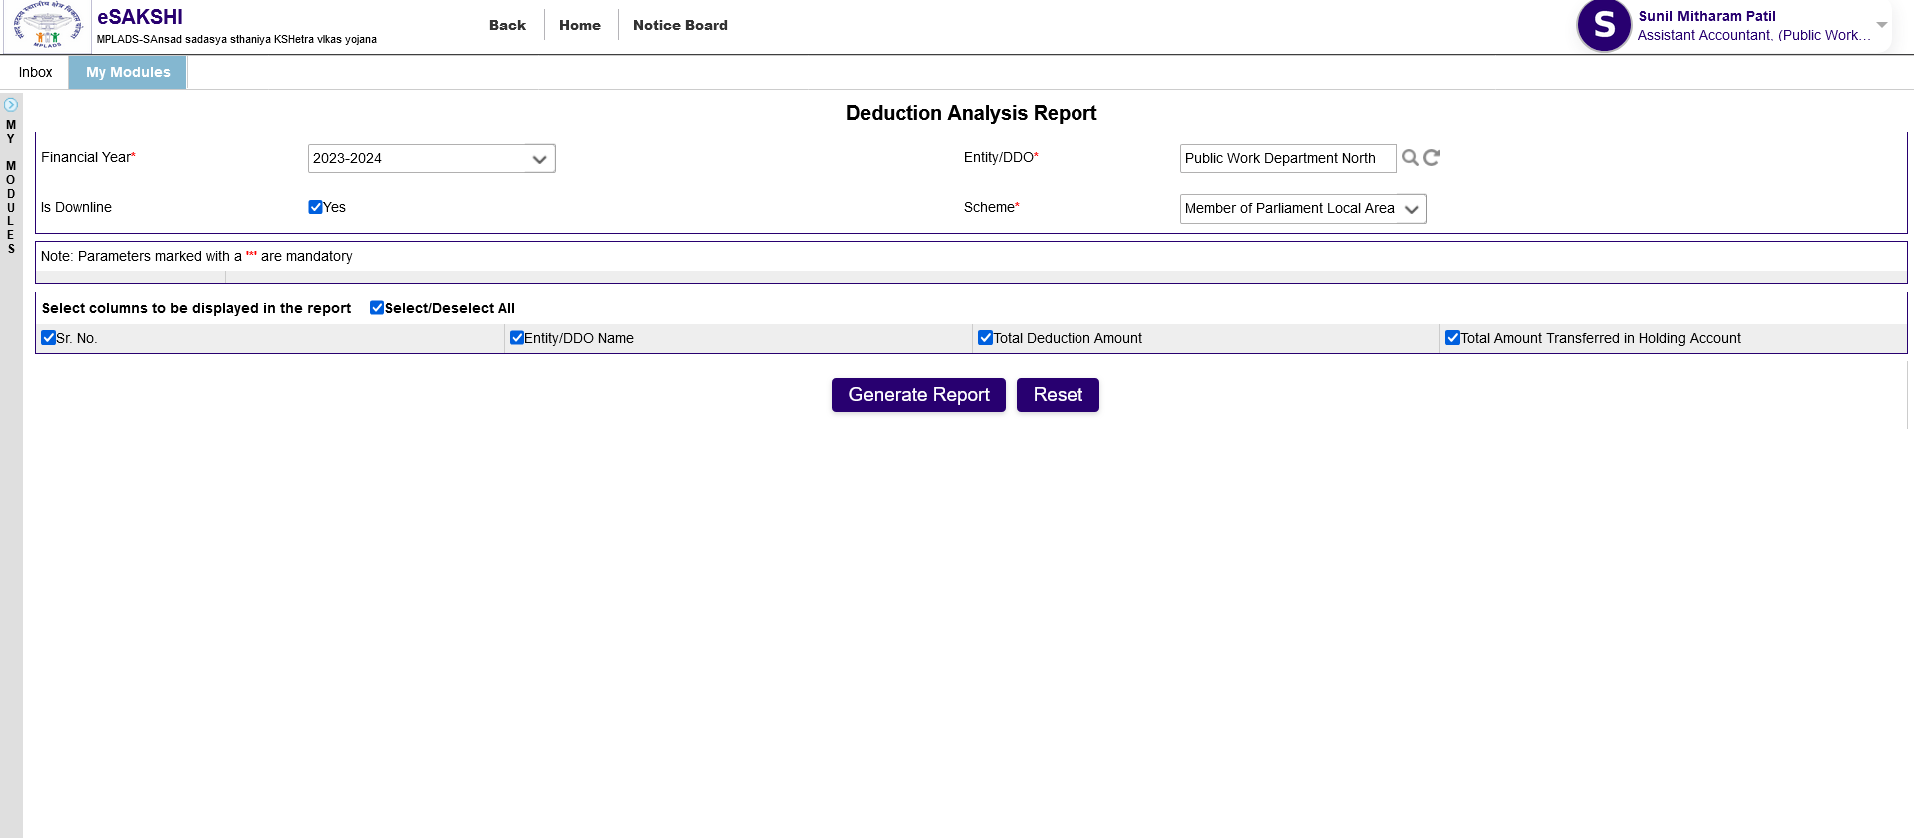 eSAKSHI
MPLADS-SAnsad sadasya sthaniya KSHetra vIkas yojana
Back
Home
Notice Board
S
Sunil Mitharam Patil
Assistant Accountant, (Public Work...
Inbox
My Modules
MY MODULES
Deduction Analysis Report
Financial Year*
2023-2024
Entity/DDO*
Public Work Department North
Is Downline
Yes
Scheme*
Member of Parliament Local Area
Note: Parameters marked with a '*' are mandatory
Select columns to be displayed in the report
Select/Deselect All
Sr. No.
Entity/DDO Name
Total Deduction Amount
Total Amount Transferred in Holding Account
Generate Report
Reset
MPLADS